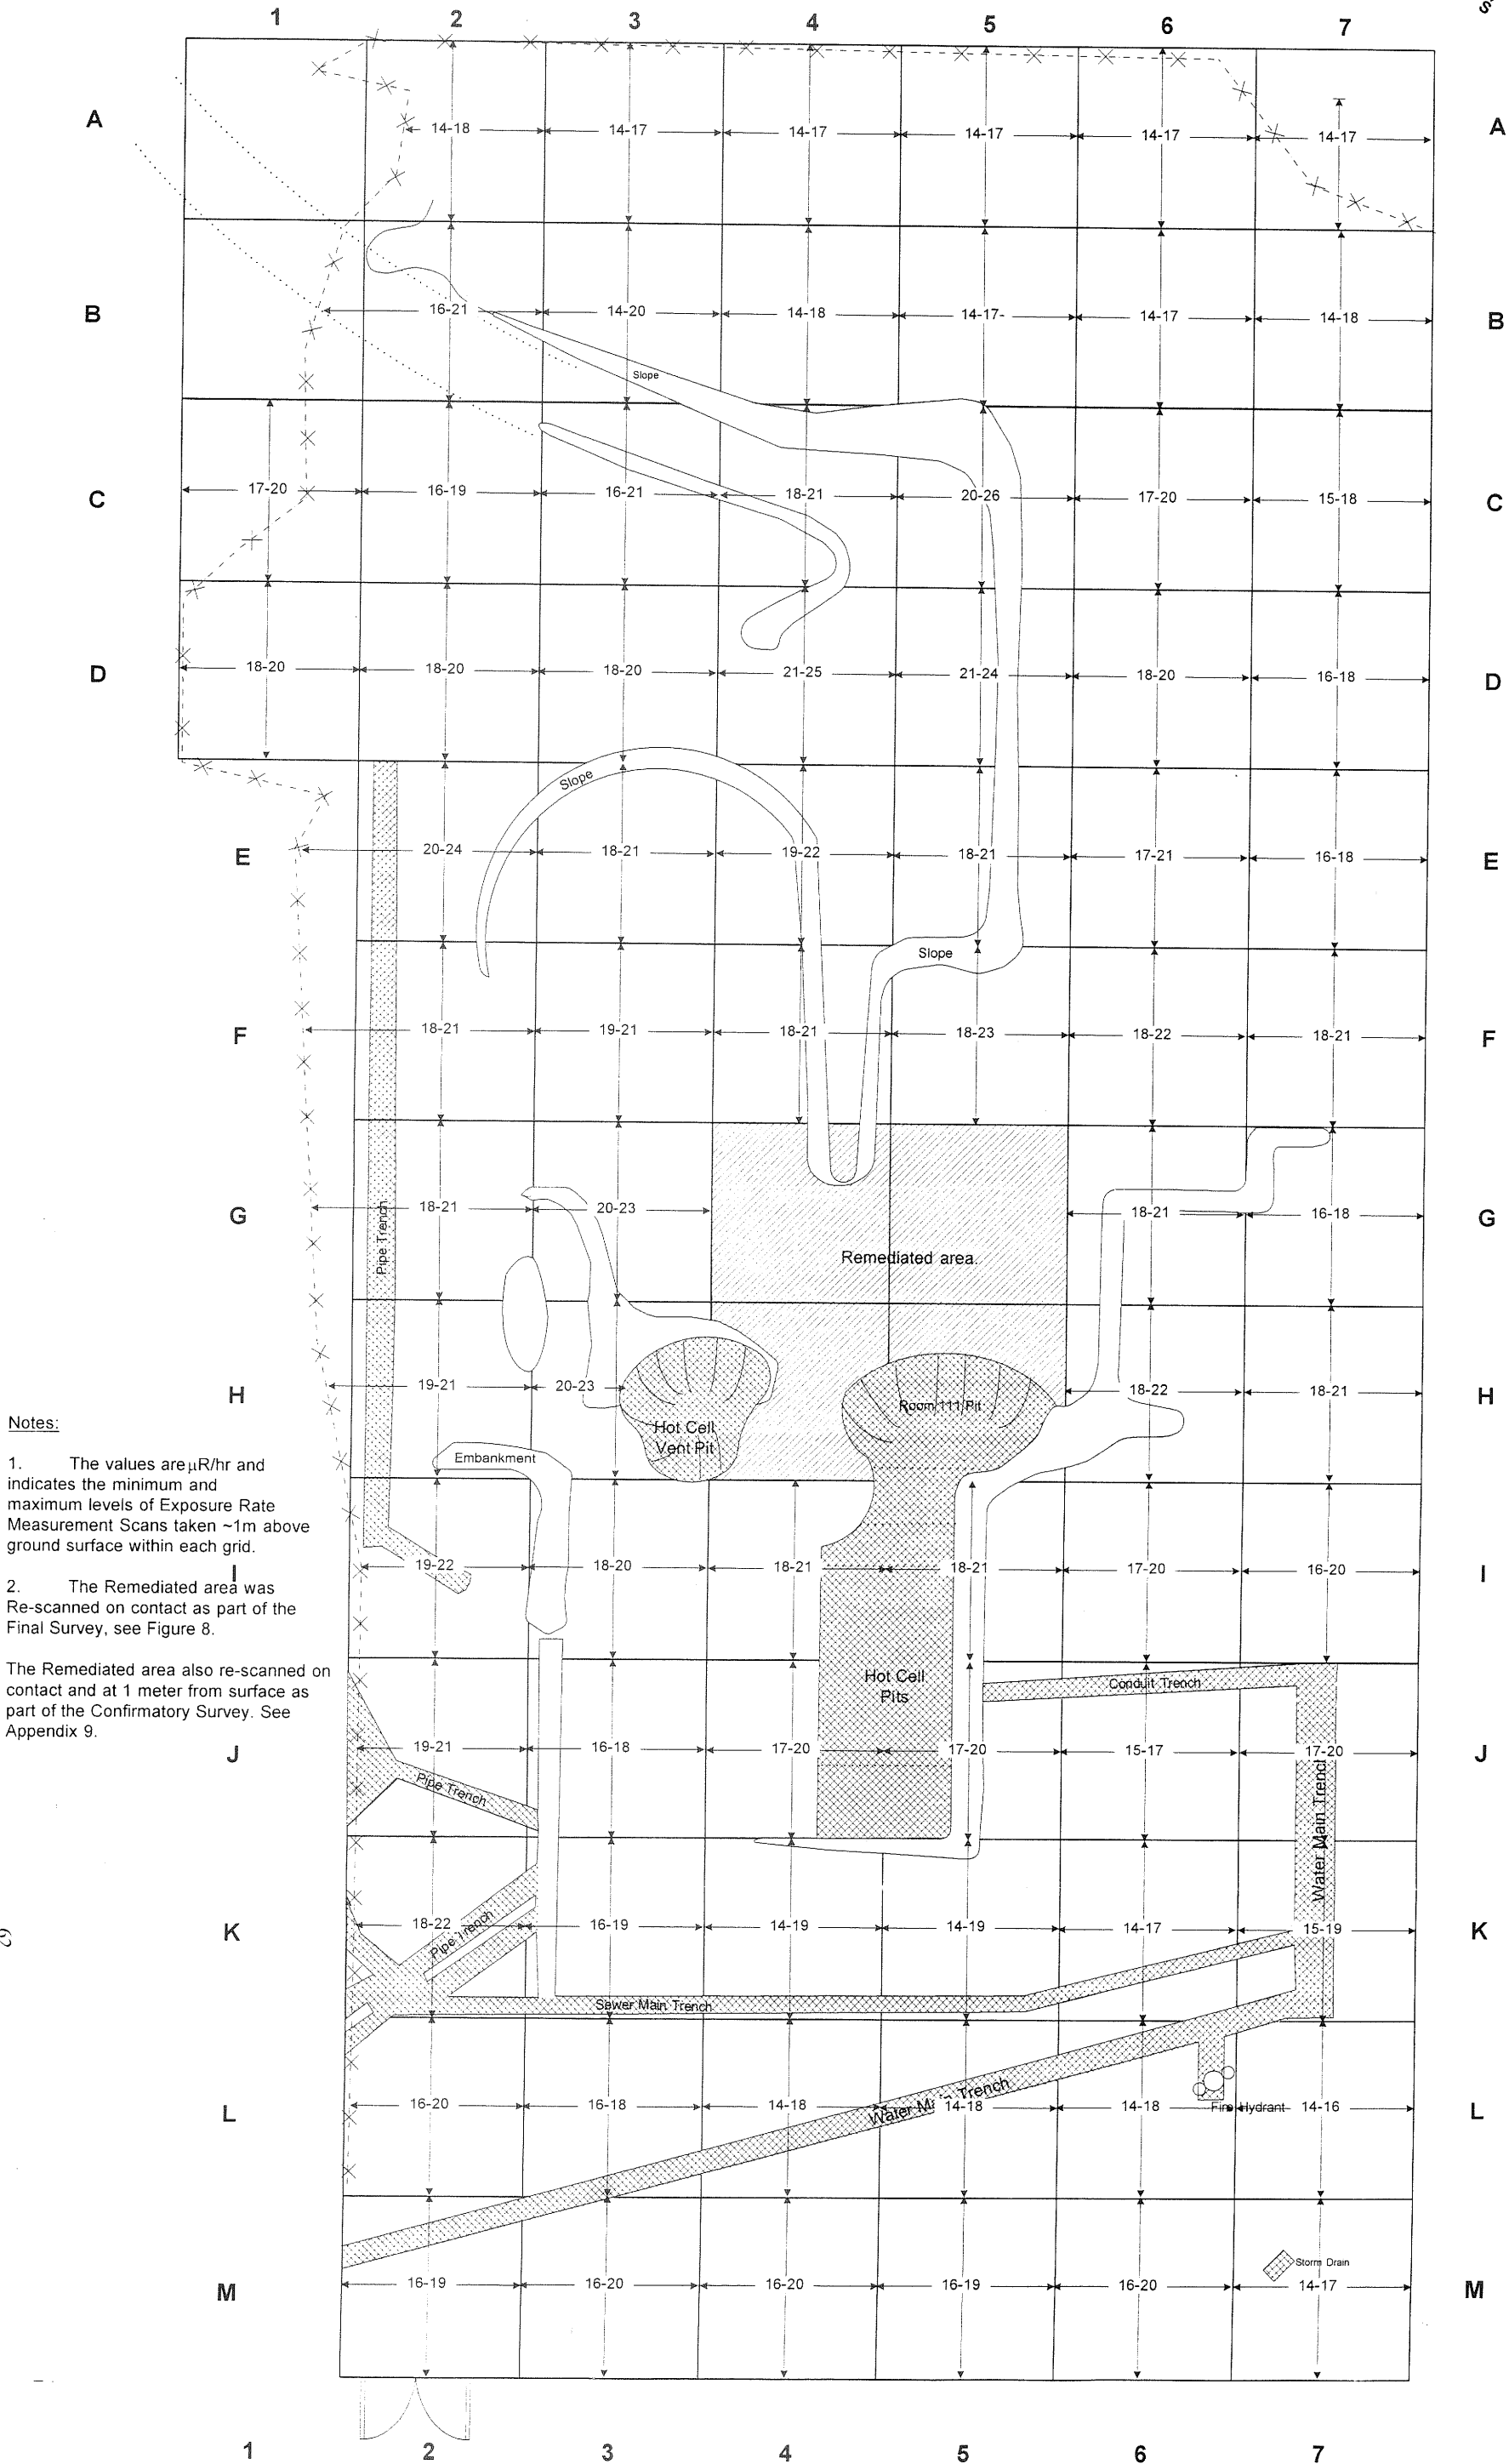 1 2 3 4 5 6 7
A 14-18 14-17 14-17 14-17 14-17 14-17 A
B 16-21 14-20 14-18 14-17- 14-17 14-18 B
Slope
C 17-20 16-19 16-21 18-21 20-26 17-20 15-18 C
D 18-20 18-20 18-20 21-25 21-24 18-20 16-18 D
Slope
E 20-24 18-21 19-22 18-21 17-21 16-18 E
Slope
F 18-21 19-21 18-21 18-23 18-22 18-21 F
G 18-21 20-23 18-21 16-18 G
Pipe Trench
Remediated area.
H 19-21 20-23 18-22 18-21 H
Room 111 Pit
Hot Cell
Vent Pit
Embankment
Notes:
1. The values are µR/hr and
indicates the minimum and
maximum levels of Exposure Rate
Measurement Scans taken ~1m above
ground surface within each grid.
2. The Remediated area was
Re-scanned on contact as part of the
Final Survey, see Figure 8.
The Remediated area also re-scanned on
contact and at 1 meter from surface as
part of the Confirmatory Survey. See
Appendix 9.
I 19-22 18-20 18-21 18-21 17-20 16-20 I
Hot Cell
Pits
Conduit Trench
J 19-21 16-18 17-20 17-20 15-17 17-20 J
Pipe Trench
Water Main Trench
K 18-22 16-19 14-19 14-19 14-17 15-19 K
Pipe Trench
Sewer Main Trench
L 16-20 16-18 14-18 14-18 14-18 14-16 L
Water Main Trench
Fire Hydrant
Storm Drain
M 16-19 16-20 16-20 16-19 16-20 14-17 M
1 2 3 4 5 6 7